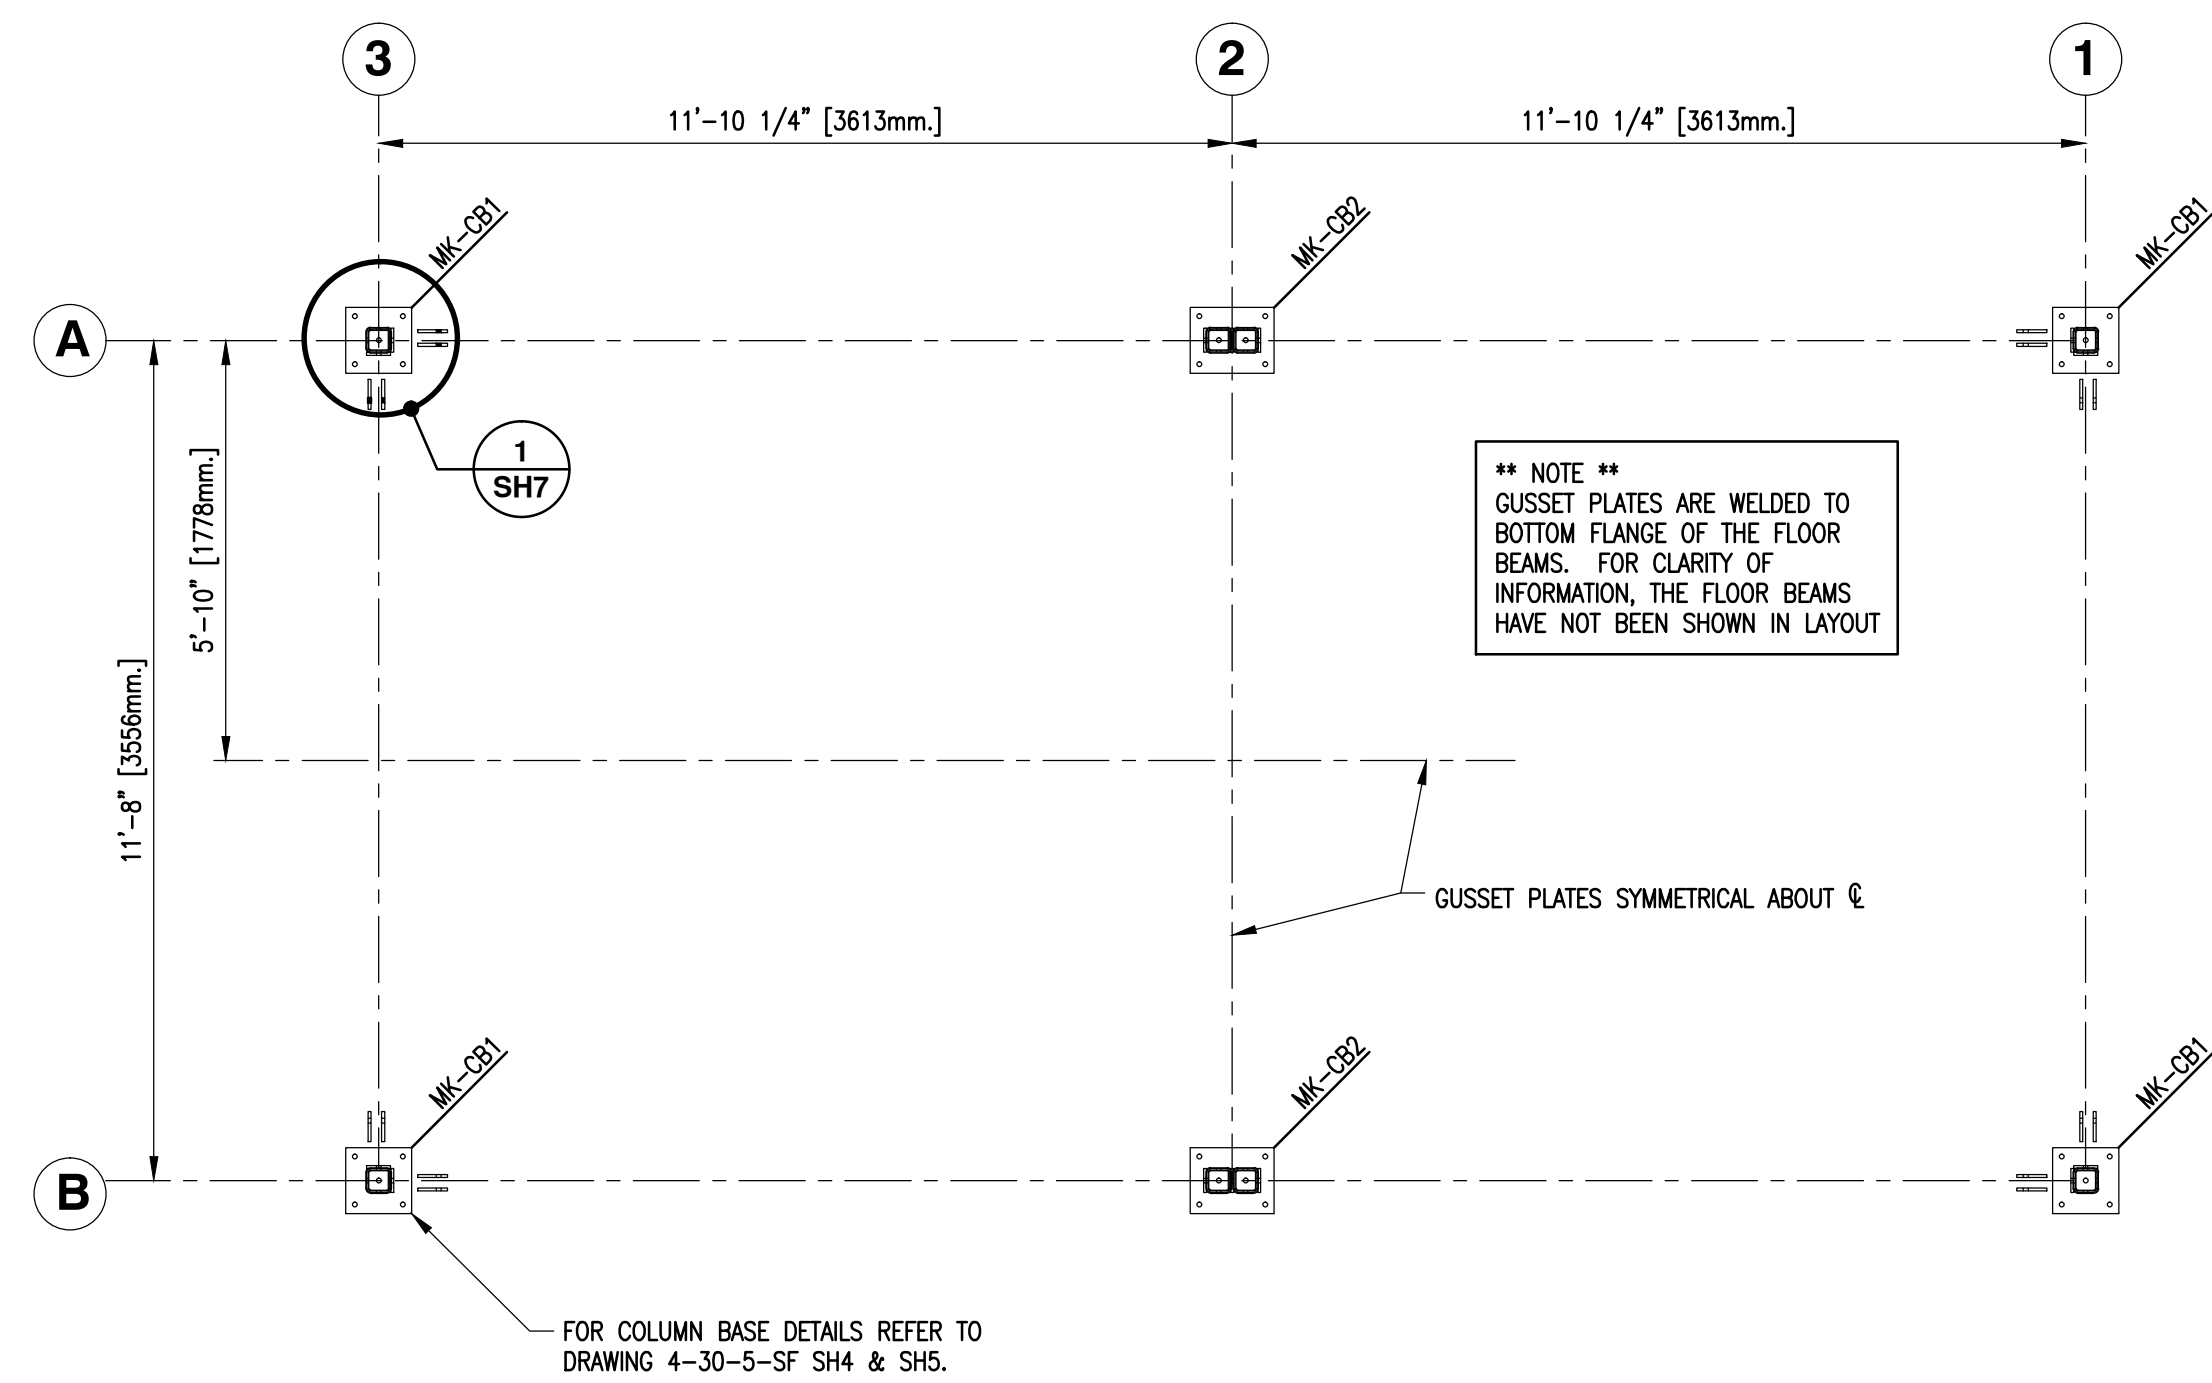 3
2
1
11'-10 1/4" [3613mm.]
11'-10 1/4" [3613mm.]
MK-CB1
MK-CB2
MK-CB1
A
1
SH7
5'-10" [1778mm.]
11'-8" [3556mm.]
** NOTE **
GUSSET PLATES ARE WELDED TO
BOTTOM FLANGE OF THE FLOOR
BEAMS. FOR CLARITY OF
INFORMATION, THE FLOOR BEAMS
HAVE NOT BEEN SHOWN IN LAYOUT
GUSSET PLATES SYMMETRICAL ABOUT ℄
MK-CB1
MK-CB2
MK-CB1
B
FOR COLUMN BASE DETAILS REFER TO
DRAWING 4-30-5-SF SH4 & SH5.